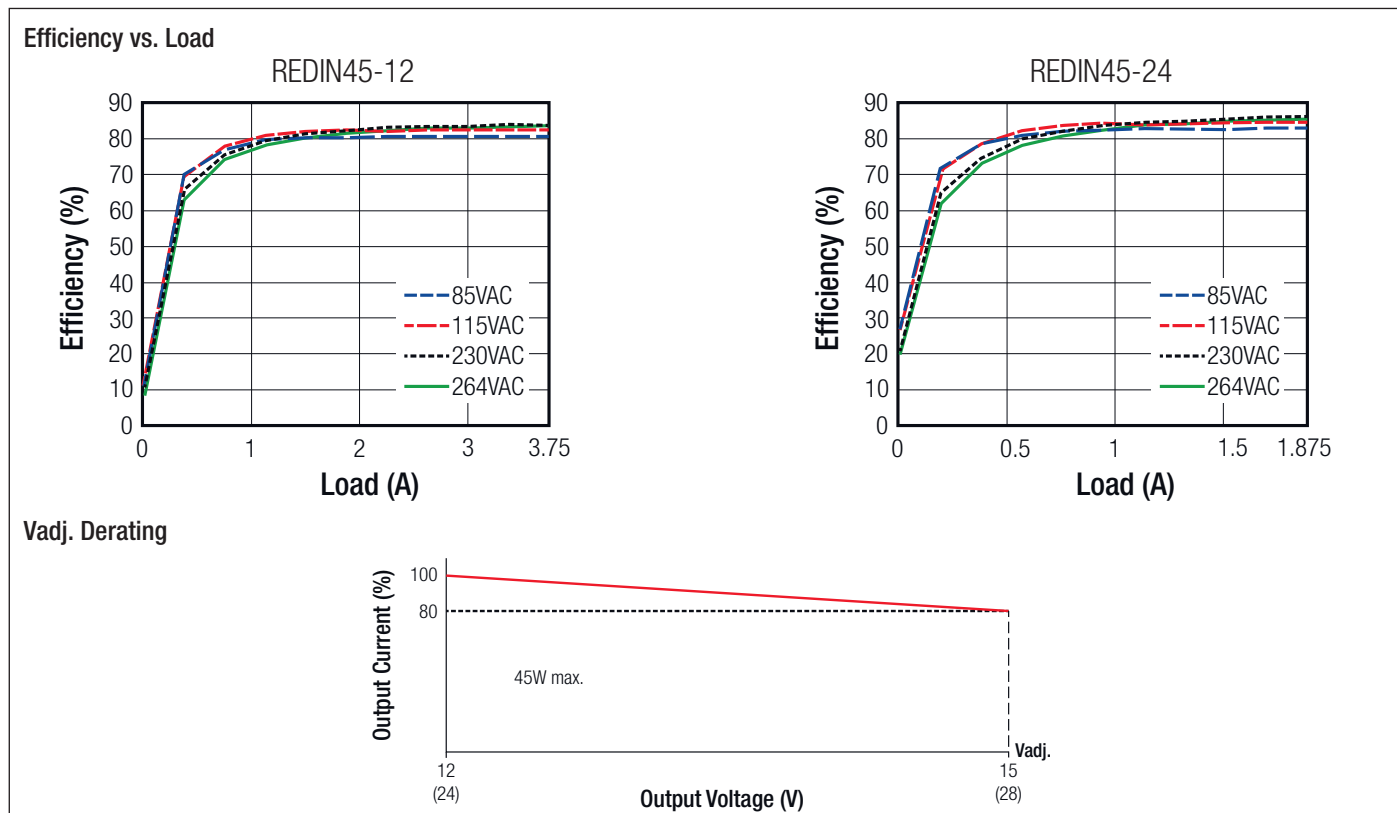 Efficiency vs. Load
REDIN45-12
90
80
70
60
50
40
30
20
10
0
Efficiency (%)
85VAC
115VAC
230VAC
264VAC
0 1 2 3 3.75
Load (A)
REDIN45-24
90
80
70
60
50
40
30
20
10
0
Efficiency (%)
85VAC
115VAC
230VAC
264VAC
0 0.5 1 1.5 1.875
Load (A)
Vadj. Derating
Output Current (%)
100
80
45W max.
Vadj.
12 15
(24) (28)
Output Voltage (V)